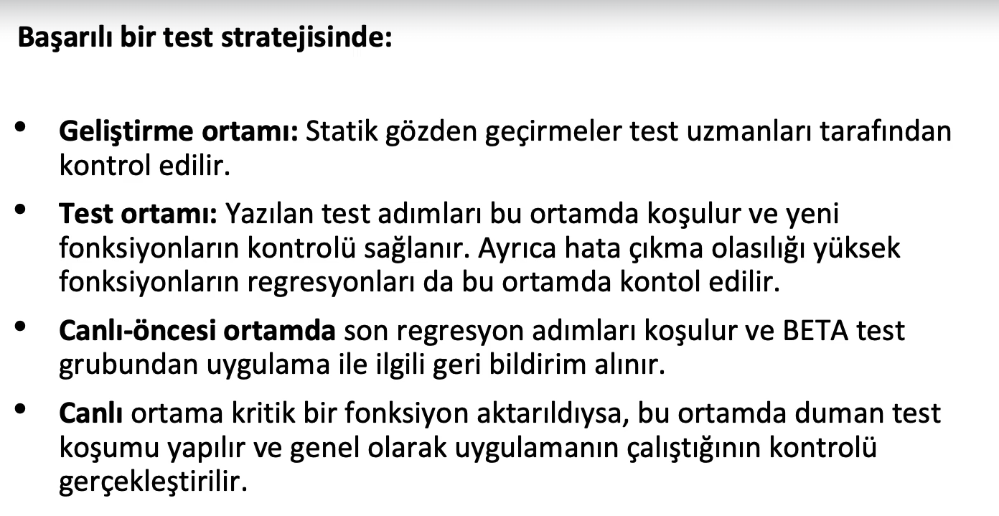 Başarılı bir test stratejisinde:
• Geliştirme ortamı: Statik gözden geçirmeler test uzmanları tarafından
kontrol edilir.
• Test ortamı: Yazılan test adımları bu ortamda koşulur ve yeni
fonksiyonların kontrolü sağlanır. Ayrıca hata çıkma olasılığı yüksek
fonksiyonların regresyonları da bu ortamda kontol edilir.
• Canlı-öncesi ortamda son regresyon adımları koşulur ve BETA test
grubundan uygulama ile ilgili geri bildirim alınır.
• Canlı ortama kritik bir fonksiyon aktarıldıysa, bu ortamda duman test
koşumu yapılır ve genel olarak uygulamanın çalıştığının kontrolü
gerçekleştirilir.